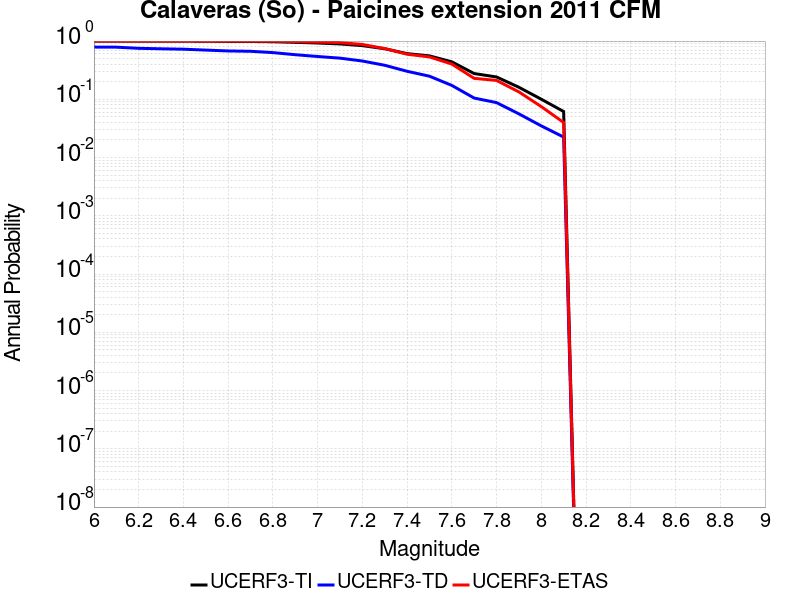 Calaveras (So) - Paicines extension 2011 CFM
Annual Probability
10^0
10^-1
10^-2
10^-3
10^-4
10^-5
10^-6
10^-7
10^-8
6 6.2 6.4 6.6 6.8 7 7.2 7.4 7.6 7.8 8 8.2 8.4 8.6 8.8 9
Magnitude
UCERF3-TI UCERF3-TD UCERF3-ETAS